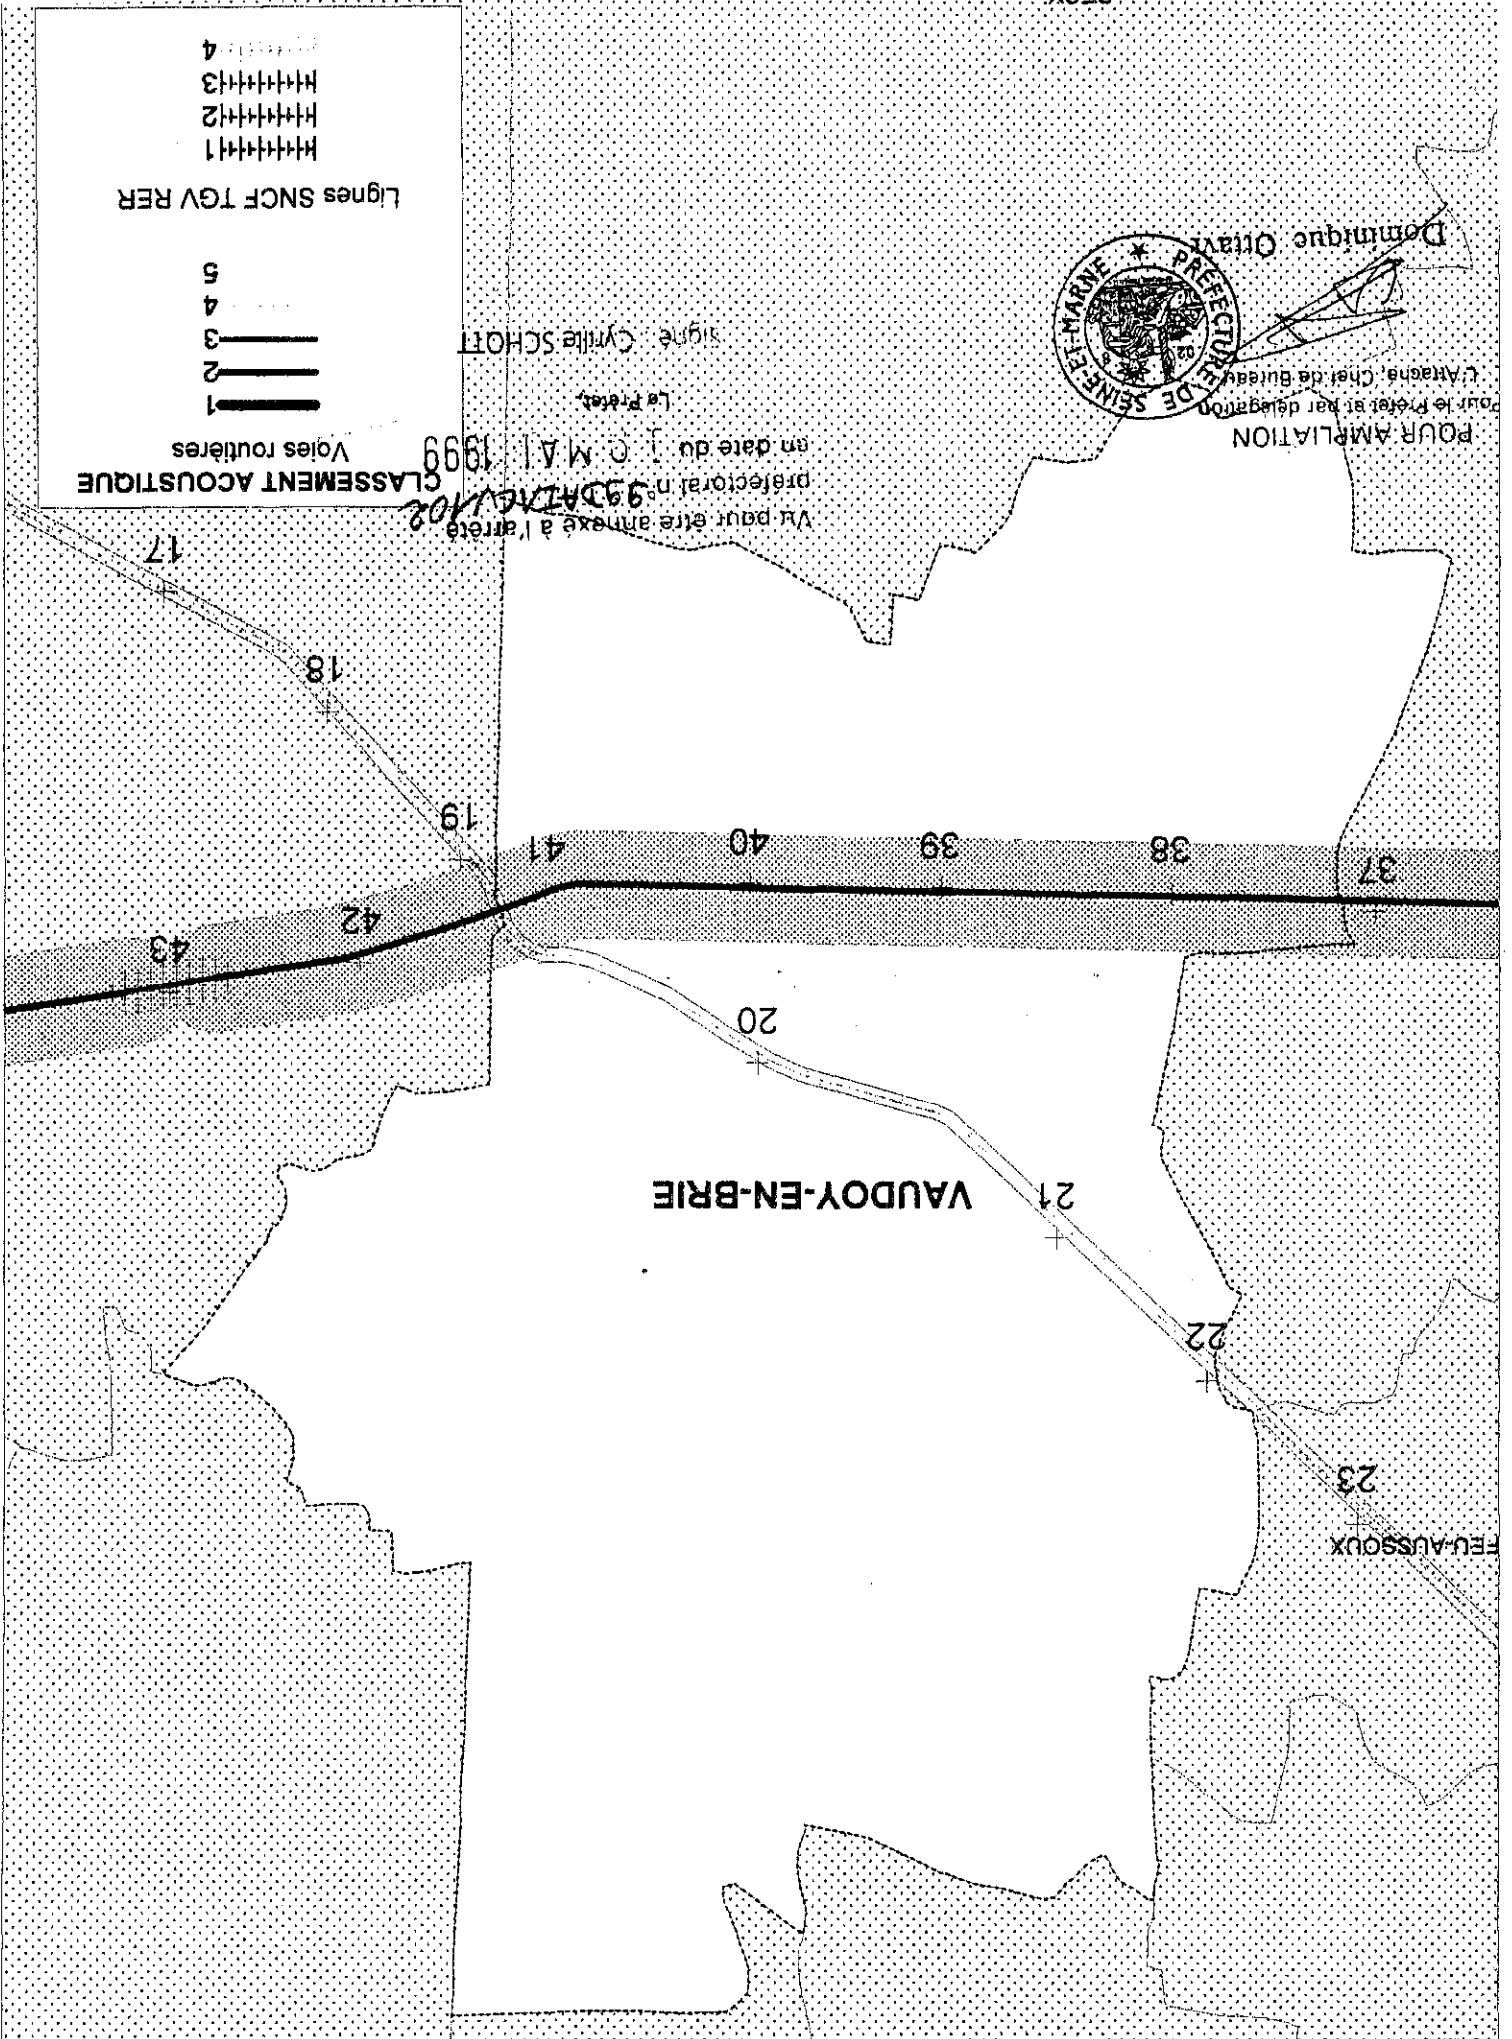 FEU-AUSSOUX
23
22
21
VAUDOY-EN-BRIE
20
43
42
37
38
39
40
41
19
18
17
Vu pour être annexé à l'arrêté
préfectoral n° 99DAI1CV102
en date du 1 MAI 1999
Le Préfet,
signé Cyrille SCHOTT
POUR AMPLIATION
Pour le Préfet et par délégation
L'Attaché, Chef de Bureau
Dominique Ottavi
PRÉFECTURE DE SEINE-ET-MARNE
CLASSEMENT ACOUSTIQUE
Voies routières
1
2
3
4
5
Lignes SNCF TGV RER
1
2
3
4